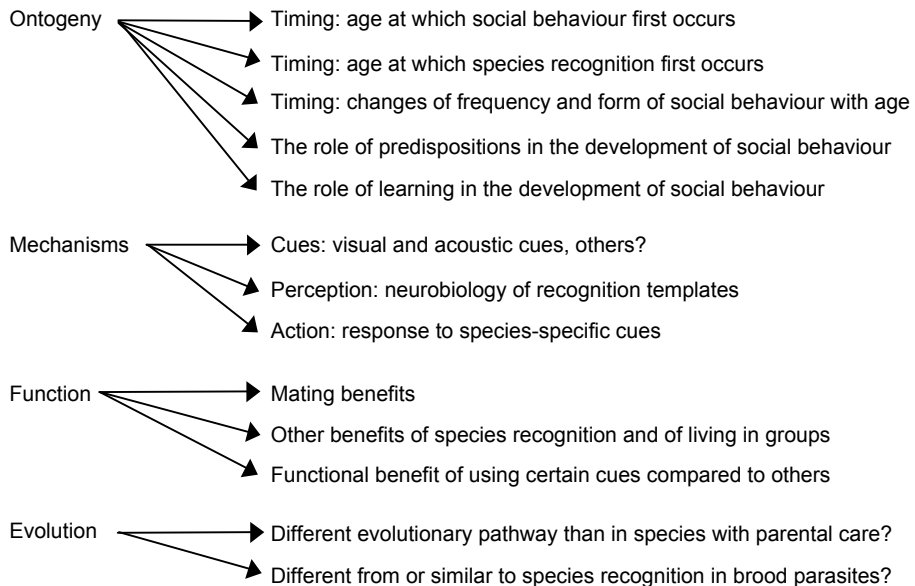 Ontogeny Timing: age at which social behaviour first occurs
Timing: age at which species recognition first occurs
Timing: changes of frequency and form of social behaviour with age
The role of predispositions in the development of social behaviour
The role of learning in the development of social behaviour
Mechanisms Cues: visual and acoustic cues, others?
Perception: neurobiology of recognition templates
Action: response to species-specific cues
Function Mating benefits
Other benefits of species recognition and of living in groups
Functional benefit of using certain cues compared to others
Evolution Different evolutionary pathway than in species with parental care?
Different from or similar to species recognition in brood parasites?